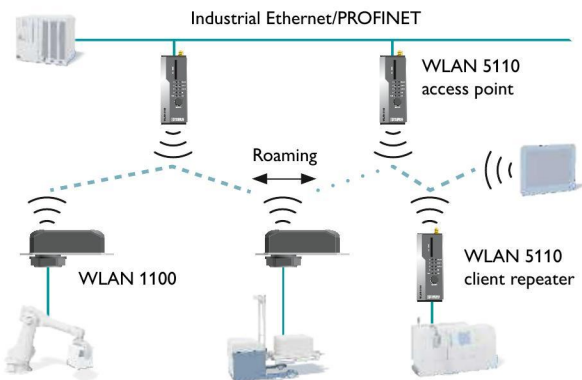 Industrial Ethernet/PROFINET
WLAN 5110
access point
Roaming
WLAN 1100
WLAN 5110
client repeater